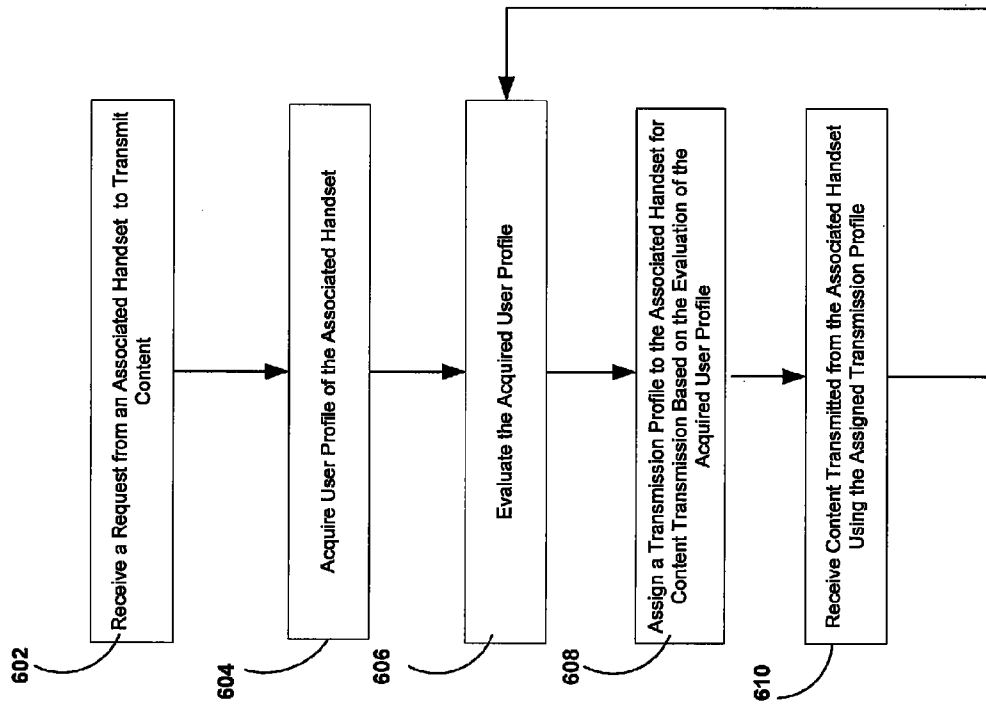 602
Receive a Request from an Associated Handset to Transmit
Content
604
Acquire User Profile of the Associated Handset
606
Evaluate the Acquired User Profile
608
Assign a Transmission Profile to the Associated Handset for
Content Transmission Based on the Evaluation of the
Acquired User Profile
610
Receive Content Transmitted from the Associated Handset
Using the Assigned Transmission Profile